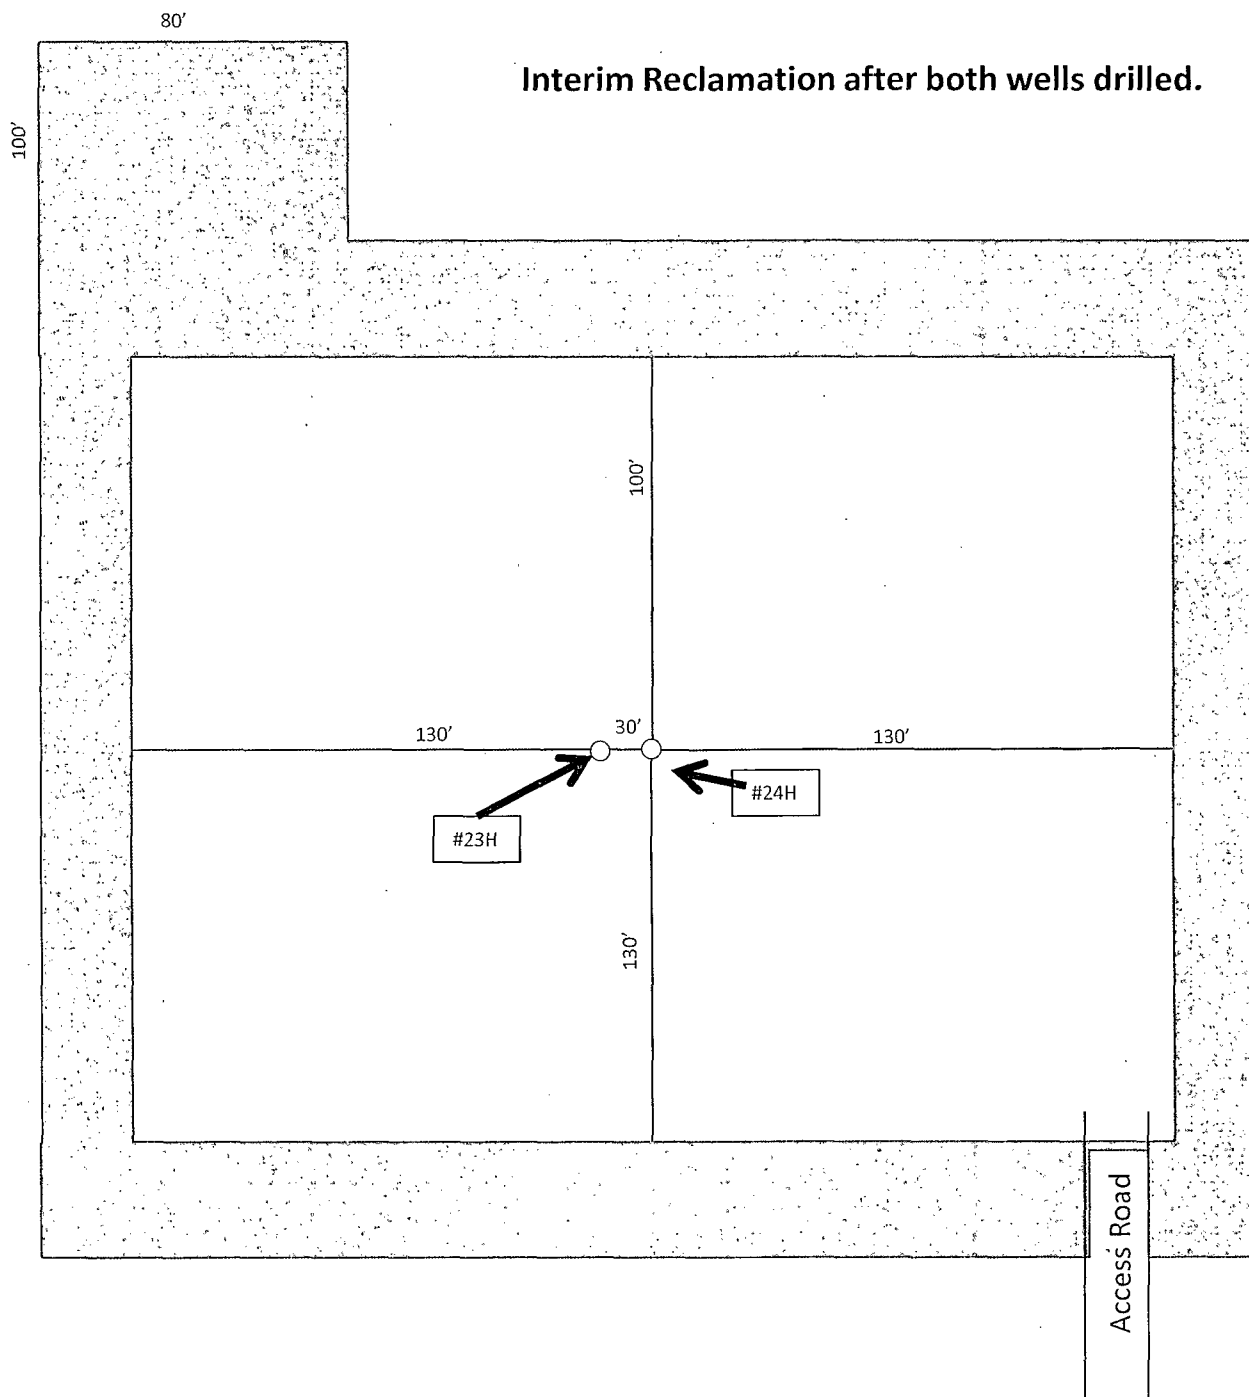 80’
Interim Reclamation after both wells drilled.
100’
100’
130’
30’
130’
#24H
#23H
130’
Access Road